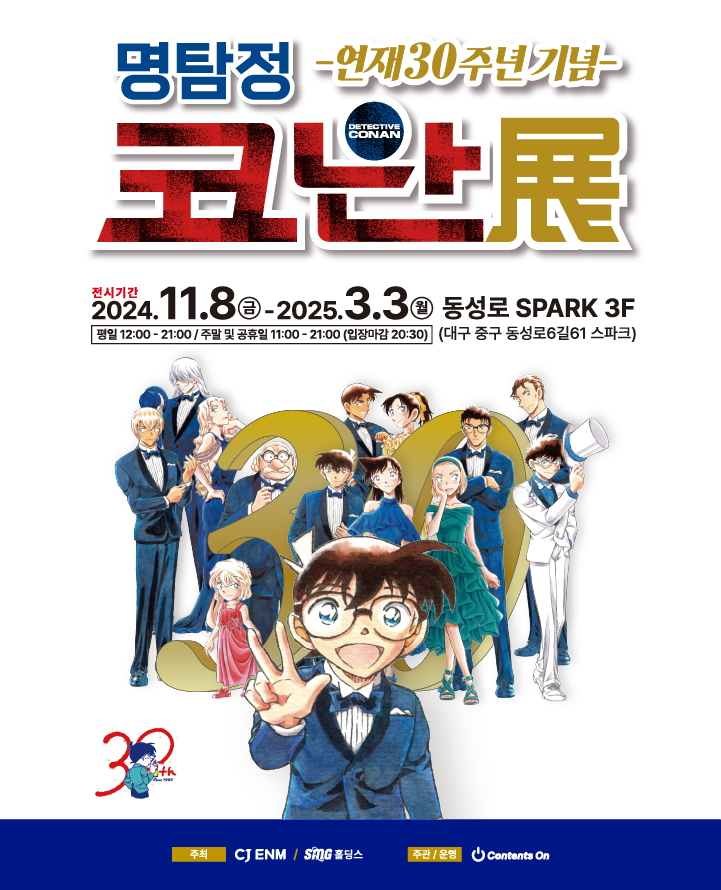 명탐정 -연재30주년 기념-
DETECTIVE
CONAN
코난展
전시기간
2024.11.8(금) - 2025.3.3(월) 동성로 SPARK 3F
평일 12:00 - 21:00 / 주말 및 공휴일 11:00 - 21:00 (입장마감 20:30) (대구 중구 동성로6길61 스파크)
30th
주최 CJ ENM / SMG홀딩스 주관 / 운영 Contents On